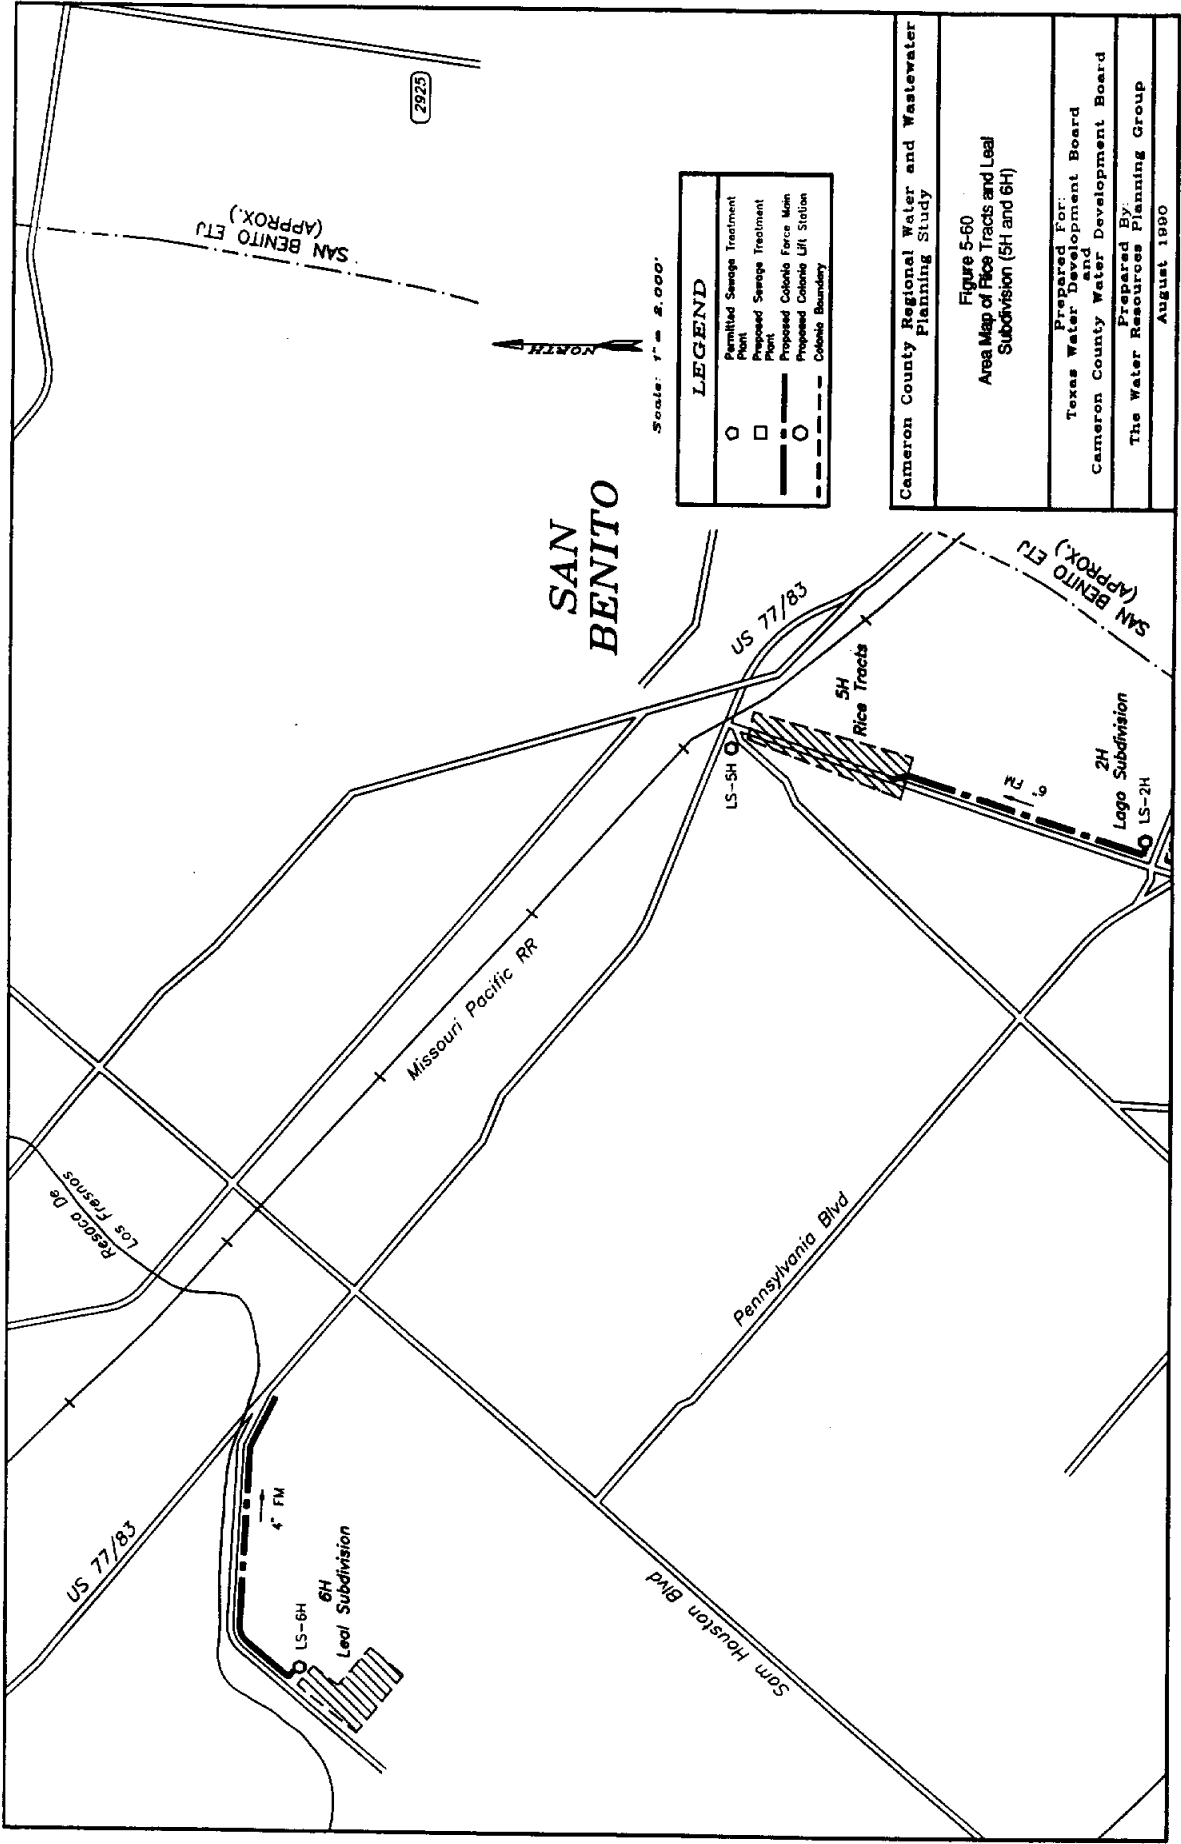 2925
SAN BENITO ETJ
(APPROX.)
NORTH
Scale: 1" = 2,000'
SAN
BENITO
LEGEND
Permitted Sewage Treatment
Plant
Proposed Sewage Treatment
Plant
Proposed Colonia Force Main
Proposed Colonia Lift Station
Colonia Boundary
Cameron County Regional Water and Wastewater
Planning Study
Figure 5-60
Area Map of Rice Tracts and Leal
Subdivision (5H and 6H)
Prepared For:
Texas Water Development Board
and
Cameron County Water Development Board
Prepared By:
The Water Resources Planning Group
August 1990
US 77/83
LS-6H
6H
Leal Subdivision
4" FM
Resaca De
Los Fresnos
Missouri Pacific RR
Sam Houston Blvd
Pennsylvania Blvd
US 77/83
LS-5H
5H
Rice Tracts
6" FM
2H
Lago Subdivision
LS-2H
SAN BENITO ETJ
(APPROX.)